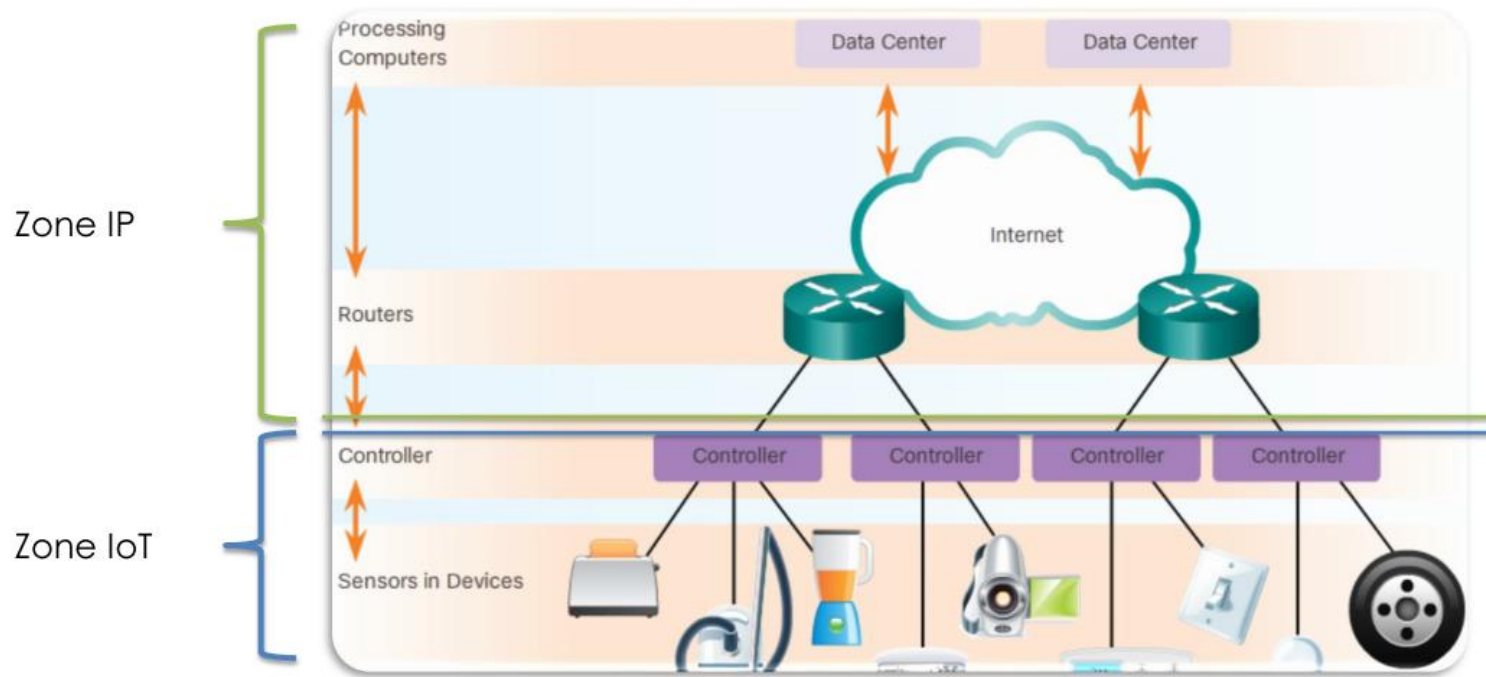 Processing
Computers
Data Center
Data Center
Zone IP
Internet
Routers
Controller
Controller
Controller
Controller
Controller
Zone IoT
Sensors in Devices